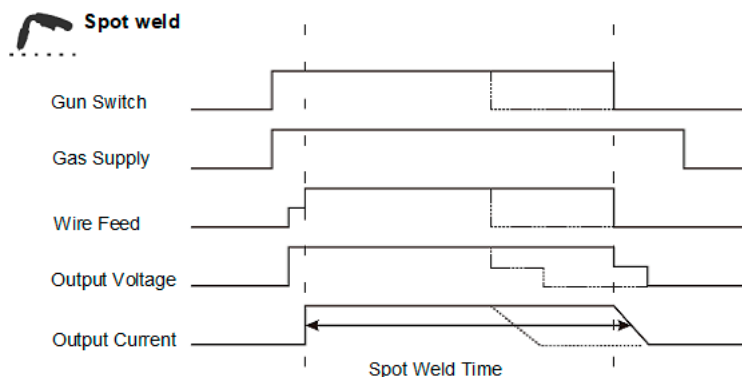 Spot weld
Gun Switch
Gas Supply
Wire Feed
Output Voltage
Output Current
Spot Weld Time